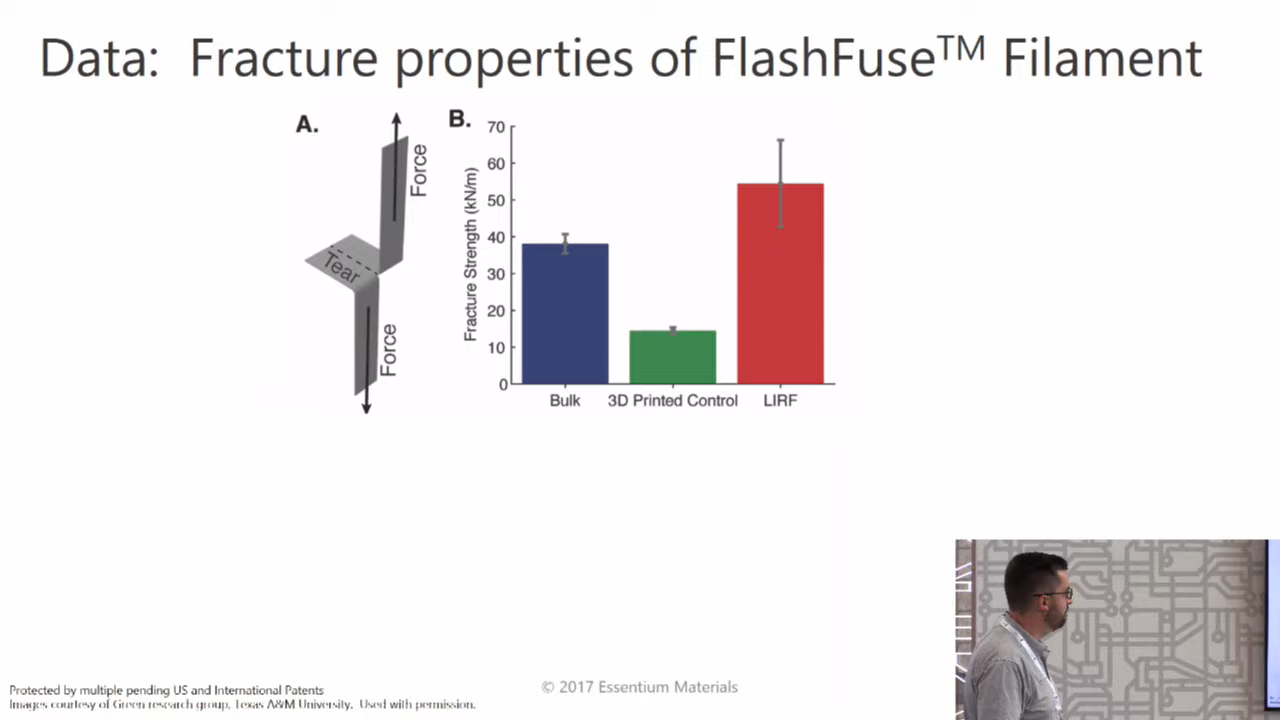 Data: Fracture properties of FlashFuse™ Filament
A.
Force
Tear
Force
B.
Fracture Strength (kN/m)
70
60
50
40
30
20
10
0
Bulk
3D Printed Control
LIRF
Protected by multiple pending US and International Patents
Images courtesy of Green research group, Texas A&M University. Used with permission.
© 2017 Essentium Materials